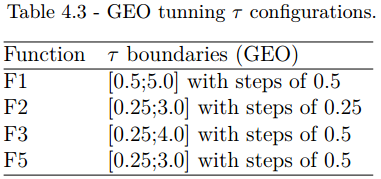 Table 4.3 - GEO tunning τ configurations.
Function τ boundaries (GEO)
F1 [0.5;5.0] with steps of 0.5
F2 [0.25;3.0] with steps of 0.25
F3 [0.25;4.0] with steps of 0.5
F5 [0.25;3.0] with steps of 0.5